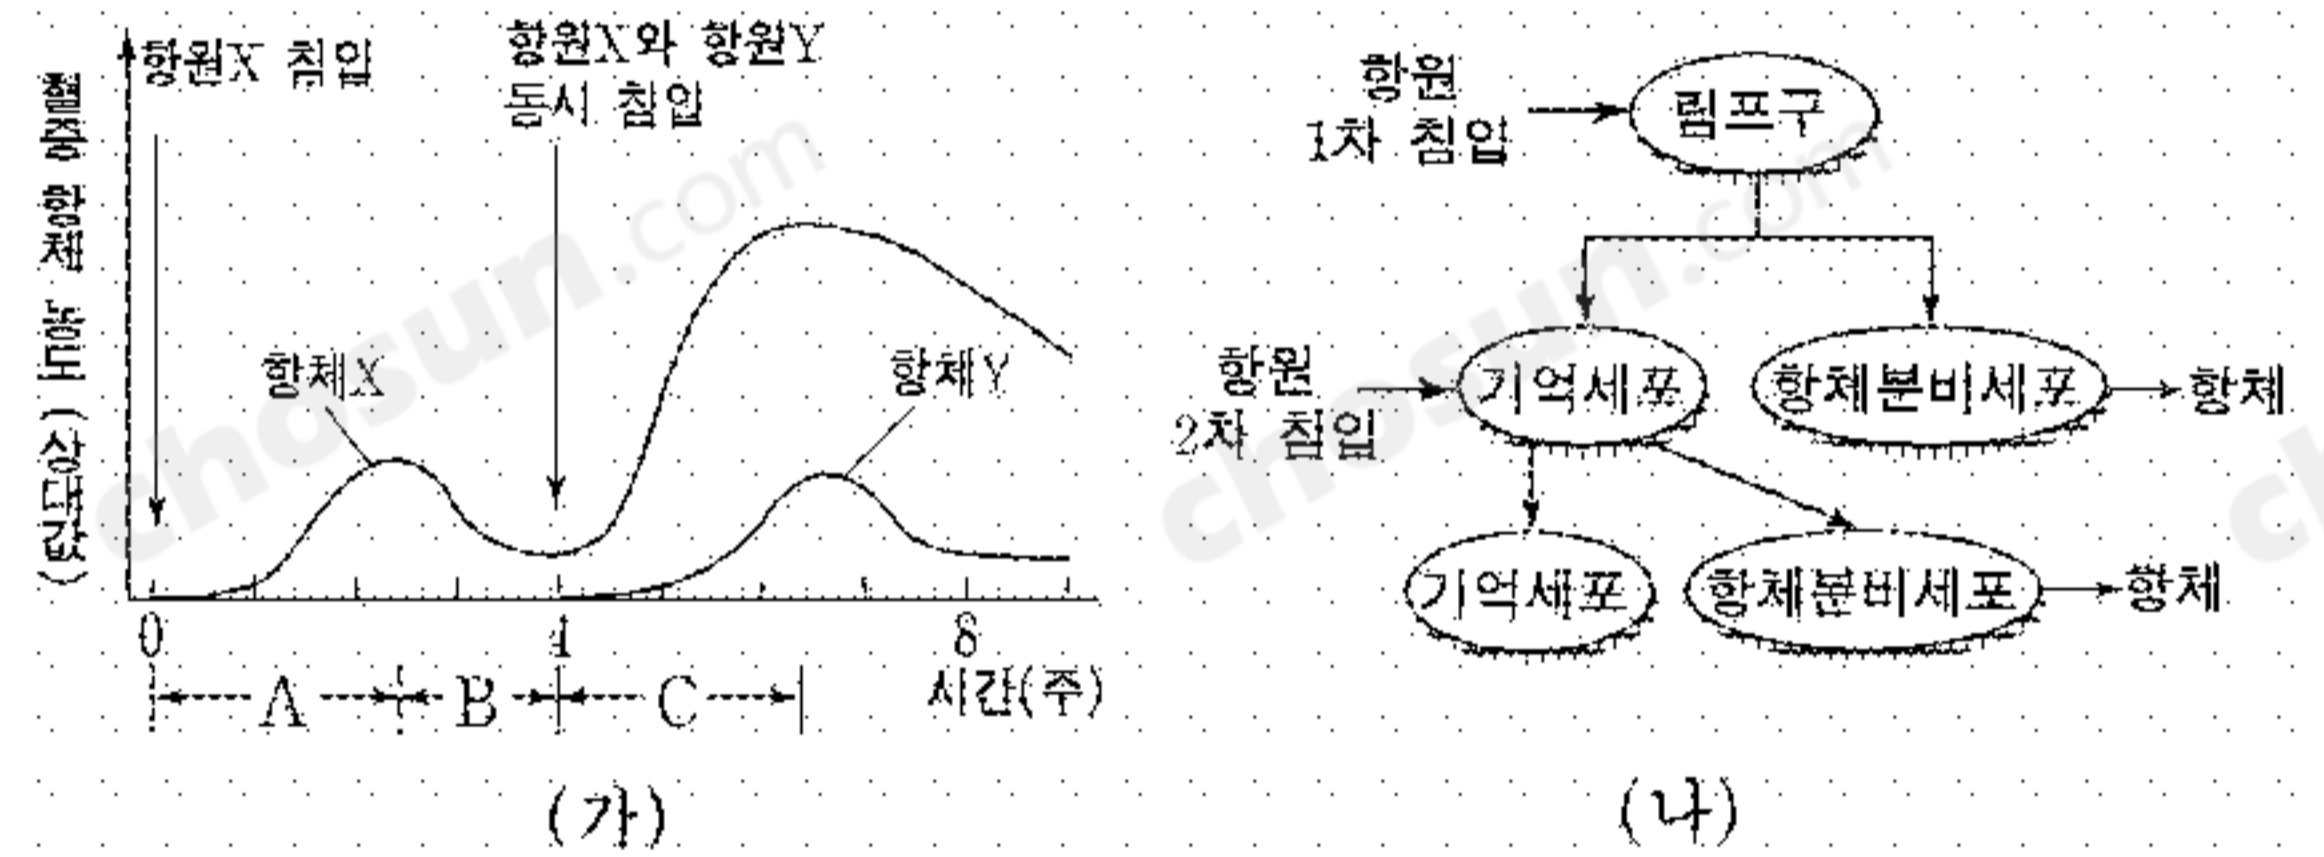 항원X 침입
항원X와 항원Y
동시 침입
혈중 항체 농도(상대값)
항체X
항체Y
0
4
8
시간(주)
A
B
C
(가)
항원
1차 침입
림프구
항원
2차 침입
기억세포
항체분비세포
항체
기억세포
항체분비세포
항체
(나)
chosun.com
chosun.com
ch